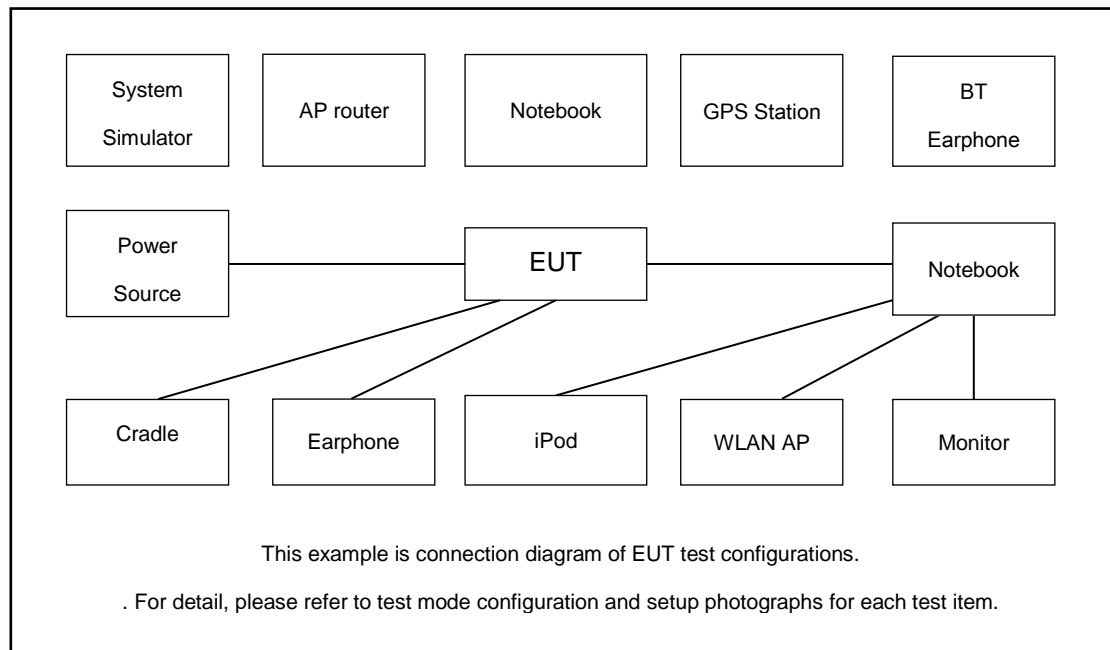 System
Simulator
AP router
Notebook
GPS Station
BT
Earphone
Power
Source
EUT
Notebook
Cradle
Earphone
iPod
WLAN AP
Monitor
This example is connection diagram of EUT test configurations.
. For detail, please refer to test mode configuration and setup photographs for each test item.